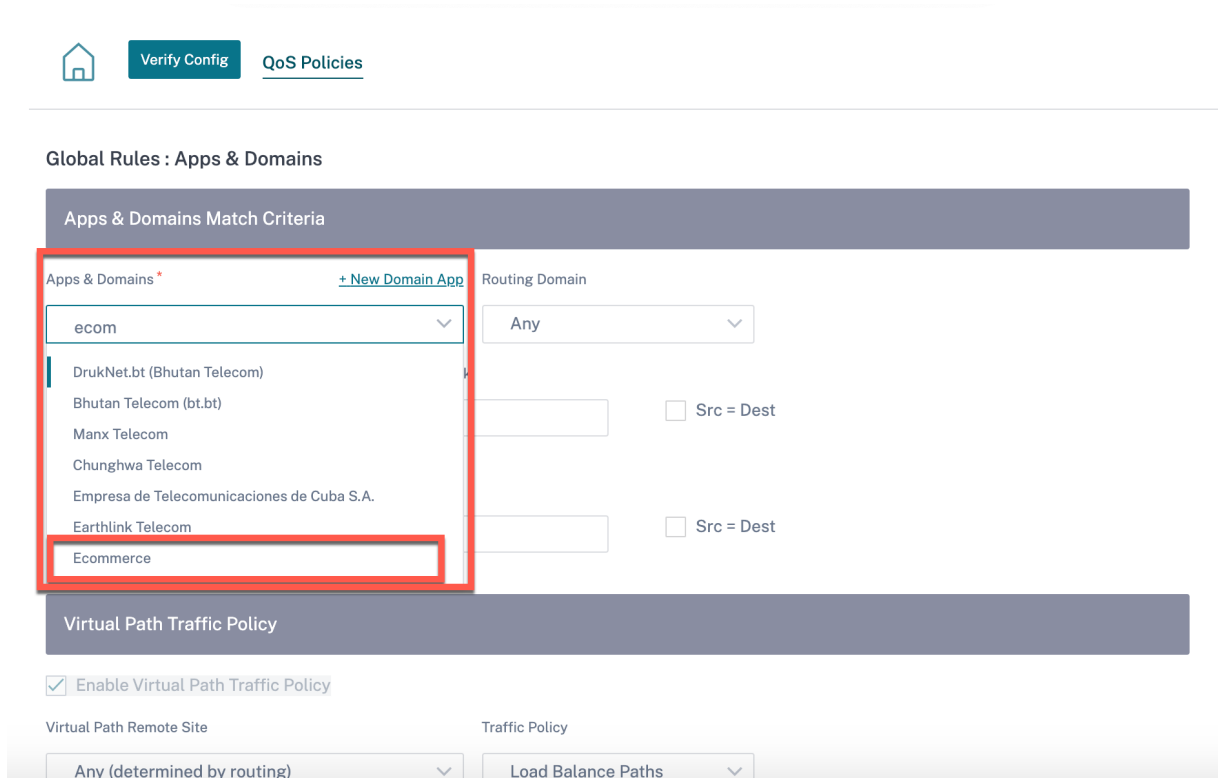 Verify Config
QoS Policies
Global Rules : Apps & Domains
Apps & Domains Match Criteria
Apps & Domains *
+ New Domain App
Routing Domain
ecom
Any
DrukNet.bt (Bhutan Telecom)
Bhutan Telecom (bt.bt)
Manx Telecom
Chunghwa Telecom
Empresa de Telecomunicaciones de Cuba S.A.
Earthlink Telecom
Ecommerce
Src = Dest
Src = Dest
Virtual Path Traffic Policy
Enable Virtual Path Traffic Policy
Virtual Path Remote Site
Traffic Policy
Any (determined by routing)
Load Balance Paths